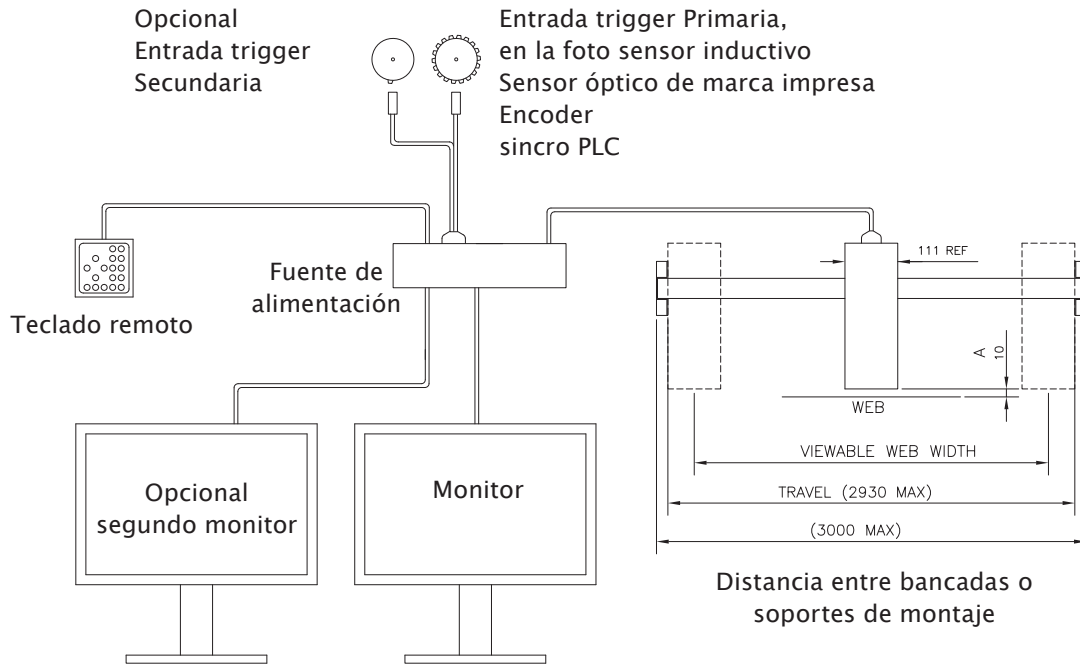 Opcional
Entrada trigger
Secundaria
Entrada trigger Primaria,
en la foto sensor inductivo
Sensor óptico de marca impresa
Encoder
sincro PLC
Fuente de
alimentación
Teclado remoto
111 REF
A
10
WEB
VIEWABLE WEB WIDTH
TRAVEL (2930 MAX)
(3000 MAX)
Opcional
segundo monitor
Monitor
Distancia entre bancadas o
soportes de montaje